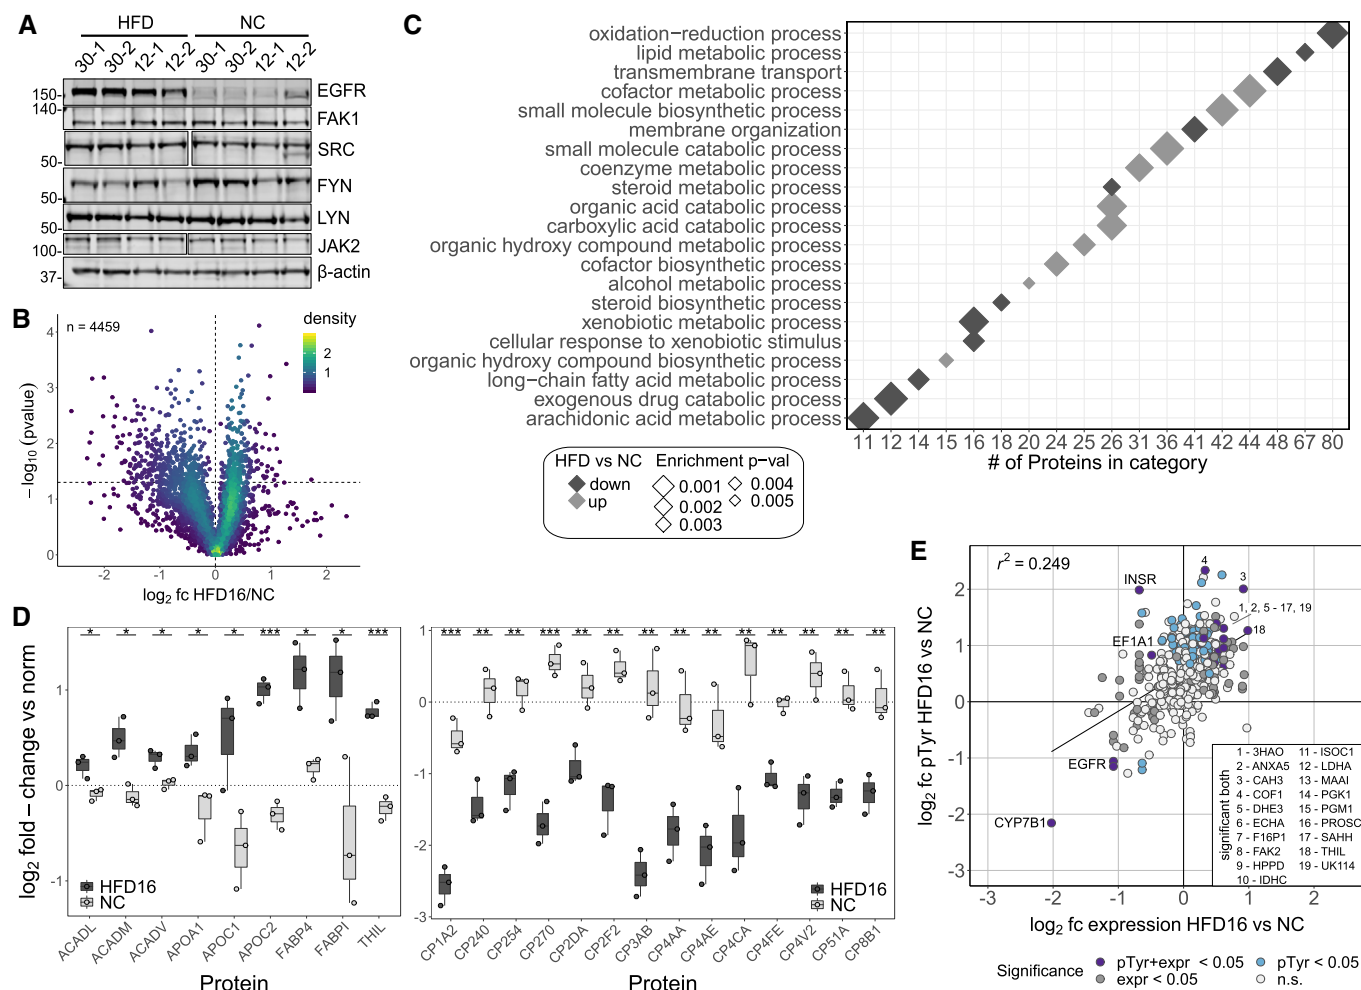 A
HFD NC
30-1 30-2 12-1 12-2 30-1 30-2 12-1 12-2
150- EGFR
140-
FAK1
SRC
50-
FYN
50-
LYN
50-
JAK2
100-
37- β-actin
B
n = 4459
density
2
1
4
3
2
1
0
−log10 (pvalue)
-2 -1 0 1 2
log2 fc HFD16/NC
C
oxidation−reduction process
lipid metabolic process
transmembrane transport
cofactor metabolic process
small molecule biosynthetic process
membrane organization
small molecule catabolic process
coenzyme metabolic process
steroid metabolic process
organic acid catabolic process
carboxylic acid catabolic process
organic hydroxy compound metabolic process
cofactor biosynthetic process
alcohol metabolic process
steroid biosynthetic process
xenobiotic metabolic process
cellular response to xenobiotic stimulus
organic hydroxy compound biosynthetic process
long−chain fatty acid metabolic process
exogenous drug catabolic process
arachidonic acid metabolic process
11 12 14 15 16 18 20 24 25 26 31 36 41 42 44 48 67 80
# of Proteins in category
HFD vs NC Enrichment p−val
down 0.001 0.004
up 0.002 0.005
0.003
D
log2 fold − change vs norm
* * * * * *** * * ***
1
0
-1
HFD16
NC
ACADL ACADM ACADV APOA1 APOC1 APOC2 FABP4 FABPI THIL
Protein
*** ** ** *** ** ** ** ** ** ** ** ** ** **
1
0
-1
-2
-3
HFD16
NC
CP1A2 CP240 CP254 CP270 CP2DA CP2F2 CP3AB CP4AA CP4AE CP4CA CP4FE CP4V2 CP51A CP8B1
Protein
E
r2 = 0.249
log2 fc pTyr HFD16 vs NC
2
1
0
-1
-2
-3
4
3
INSR
1, 2, 5 - 17, 19
18
EF1A1
EGFR
CYP7B1
significant both
1 - 3HAO 11 - ISOC1
2 - ANXA5 12 - LDHA
3 - CAH3 13 - MAAI
4 - COF1 14 - PGK1
5 - DHE3 15 - PGM1
6 - ECHA 16 - PROSC
7 - F16P1 17 - SAHH
8 - FAK2 18 - THIL
9 - HPPD 19 - UK114
10 - IDHC
-3 -2 -1 0 1 2
log2 fc expression HFD16 vs NC
Significance pTyr+expr < 0.05 pTyr < 0.05
expr < 0.05 n.s.